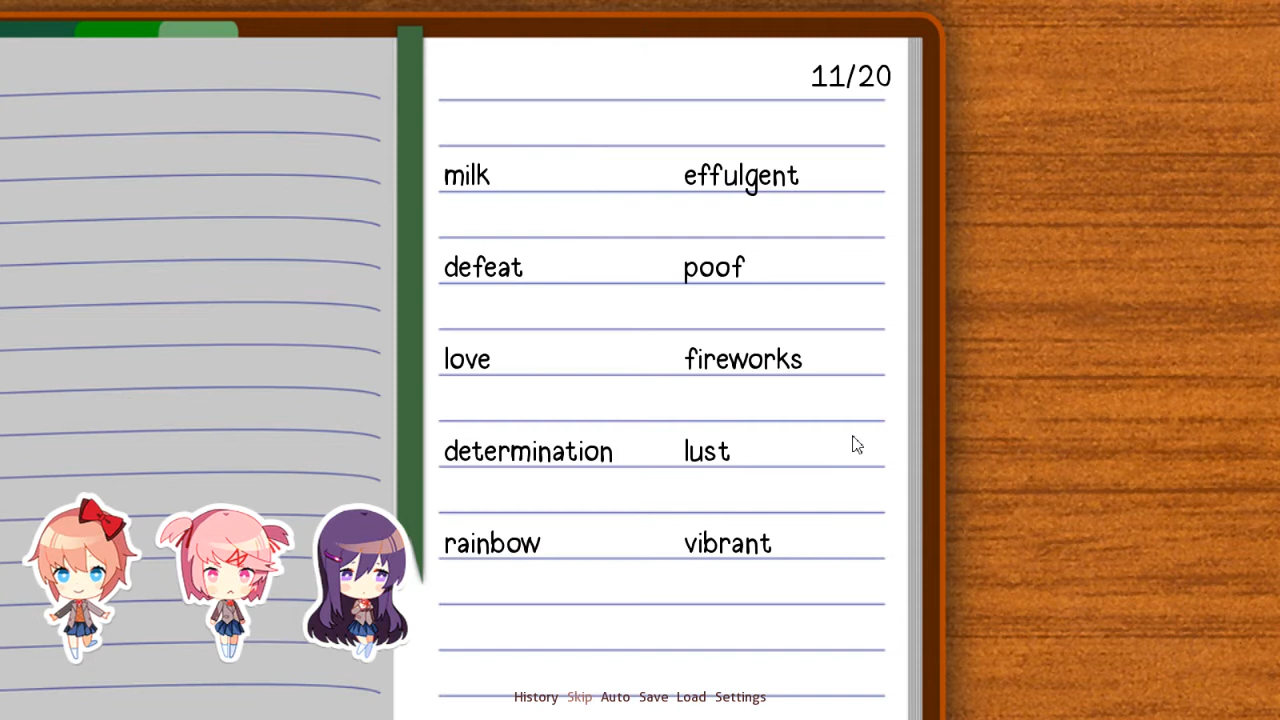 11/20
milk effulgent
defeat poof
love fireworks
determination lust
rainbow vibrant
History Skip Auto Save Load Settings